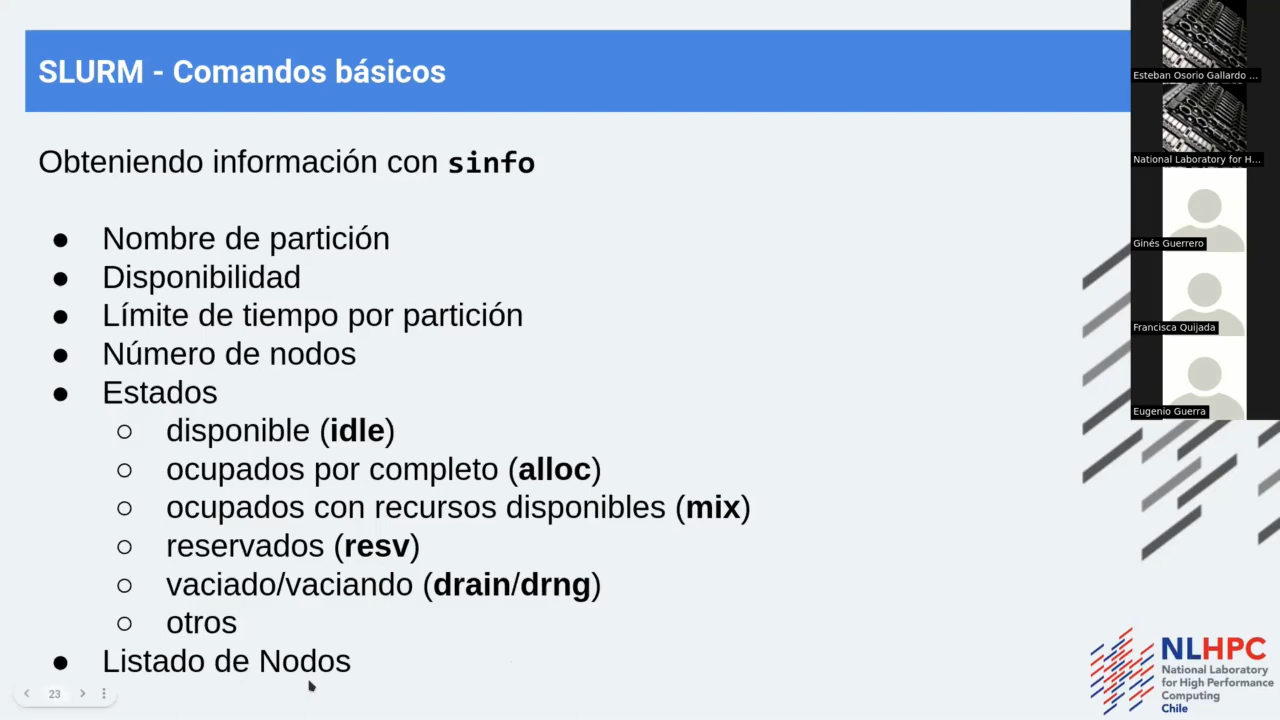 SLURM - Comandos básicos
Obteniendo información con sinfo
● Nombre de partición
● Disponibilidad
● Límite de tiempo por partición
● Número de nodos
● Estados
○ disponible (idle)
○ ocupados por completo (alloc)
○ ocupados con recursos disponibles (mix)
○ reservados (resv)
○ vaciado/vaciando (drain/drng)
○ otros
● Listado de Nodos
23
Esteban Osorio Gallardo ...
National Laboratory for H...
Ginés Guerrero
Francisca Quijada
Eugenio Guerra
NLHPC
National Laboratory
for High Performance
Computing
Chile